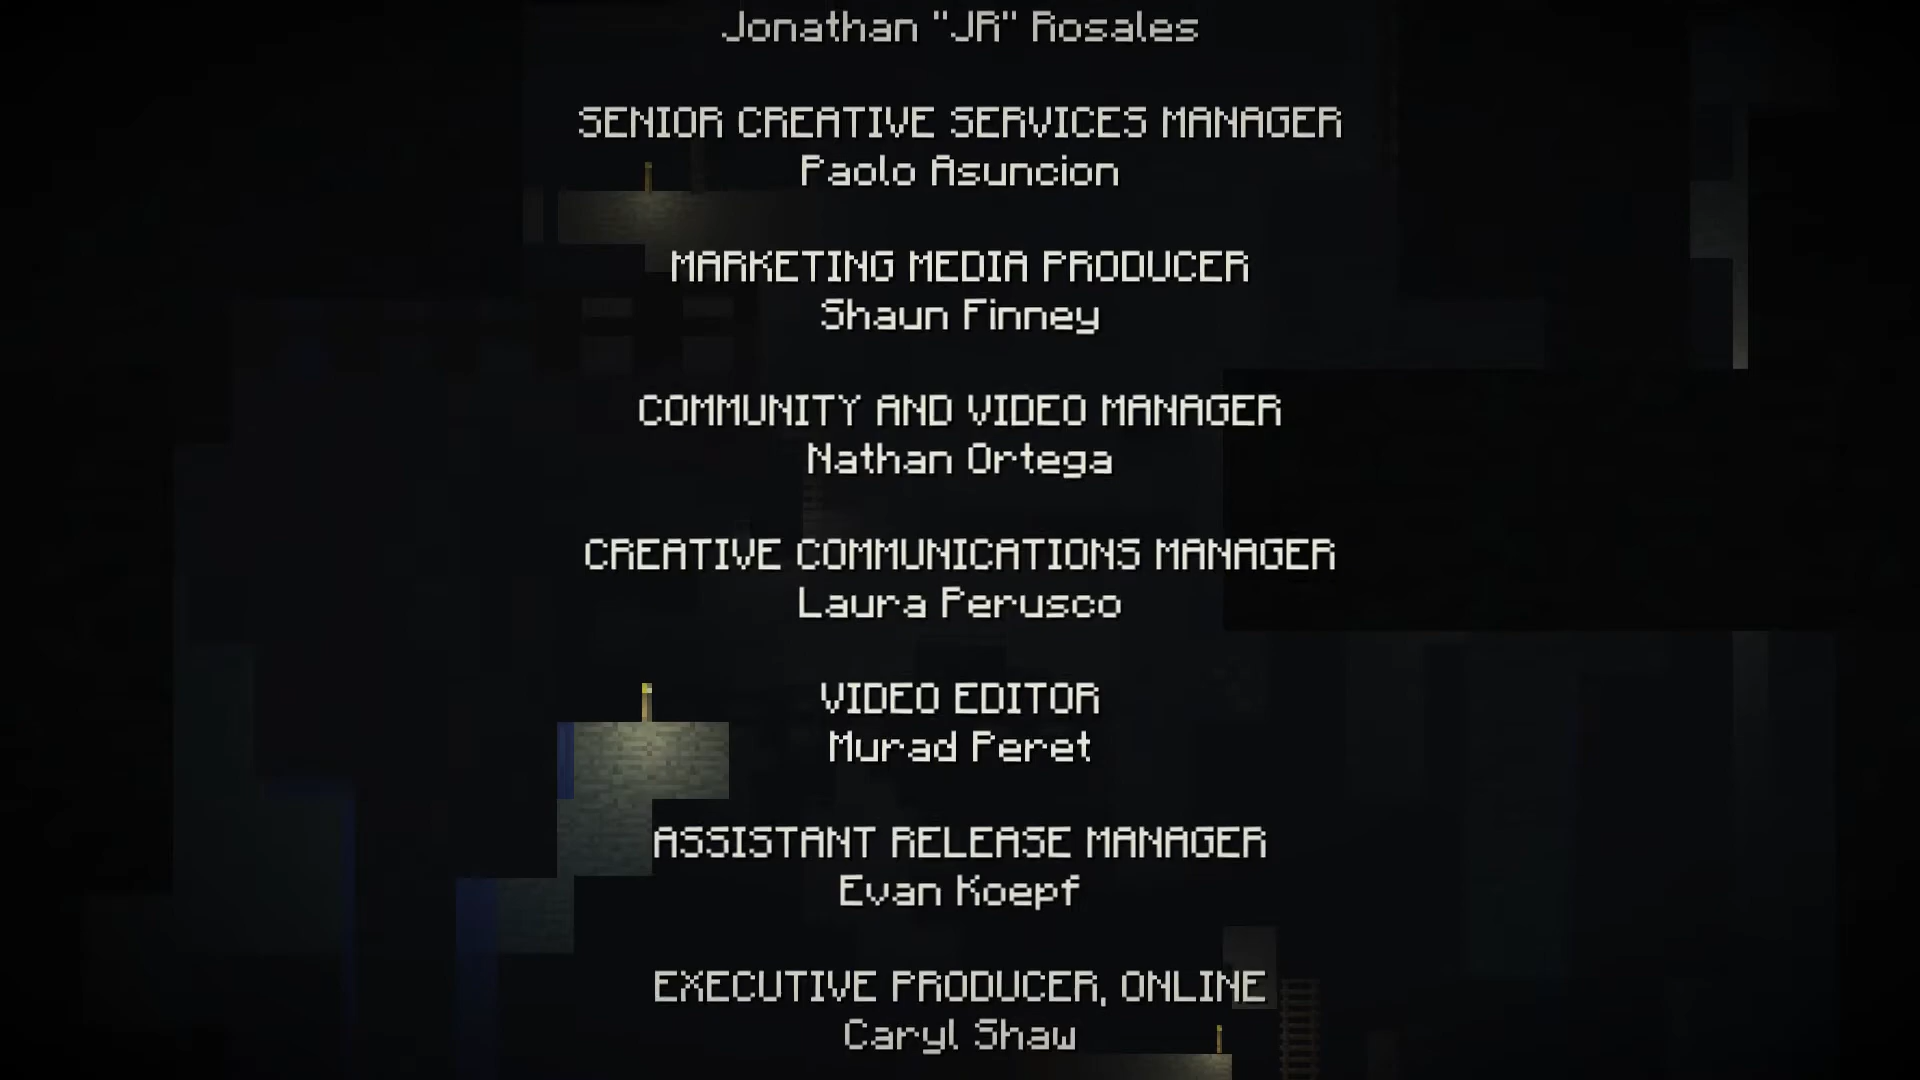 Jonathan "JR" Rosales
SENIOR CREATIVE SERVICES MANAGER
Paolo Asuncion
MARKETING MEDIA PRODUCER
Shaun Finney
COMMUNITY AND VIDEO MANAGER
Nathan Ortega
CREATIVE COMMUNICATIONS MANAGER
Laura Perusco
VIDEO EDITOR
Murad Peret
ASSISTANT RELEASE MANAGER
Evan Koepf
EXECUTIVE PRODUCER, ONLINE
Caryl Shaw